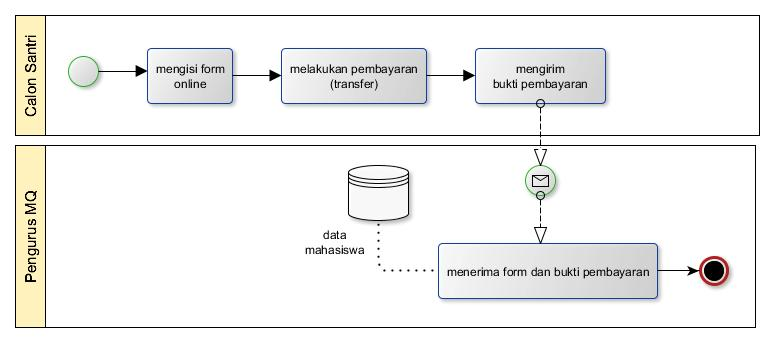 Calon Santri
mengisi form
online
melakukan pembayaran
(transfer)
mengirim
bukti pembayaran
Pengurus MQ
data
mahasiswa
menerima form dan bukti pembayaran